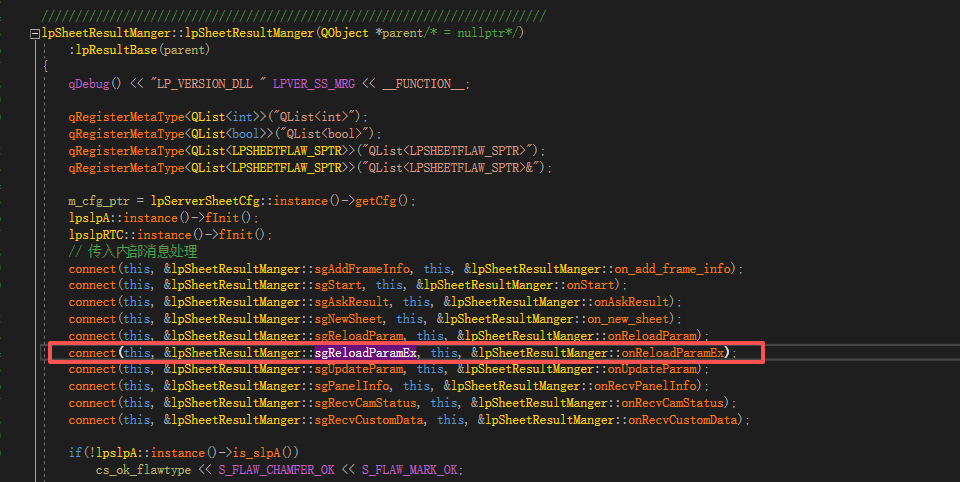 ////////////////////////////////////////////////////////////////////////////
lpSheetResultManger::lpSheetResultManger(QObject *parent/* = nullptr*/)
:lpResultBase(parent)
{
qDebug() << "LP_VERSION_DLL " LPVER_SS_MRG << __FUNCTION__;
qRegisterMetaType<QList<int>>("QList<int>");
qRegisterMetaType<QList<bool>>("QList<bool>");
qRegisterMetaType<QList<LPSHEETFLAW_SPTR>>("QList<LPSHEETFLAW_SPTR>");
qRegisterMetaType<QList<LPSHEETFLAW_SPTR>>("QList<LPSHEETFLAW_SPTR>&");
m_cfg_ptr = lpServerSheetCfg::instance()->getCfg();
lpslpA::instance()->fInit();
lpslpRTC::instance()->fInit();
// 传入内部消息处理
connect(this, &lpSheetResultManger::sgAddFrameInfo, this, &lpSheetResultManger::on_add_frame_info);
connect(this, &lpSheetResultManger::sgStart, this, &lpSheetResultManger::onStart);
connect(this, &lpSheetResultManger::sgAskResult, this, &lpSheetResultManger::onAskResult);
connect(this, &lpSheetResultManger::sgNewSheet, this, &lpSheetResultManger::on_new_sheet);
connect(this, &lpSheetResultManger::sgReloadParam, this, &lpSheetResultManger::onReloadParam);
connect(this, &lpSheetResultManger::sgReloadParamEx, this, &lpSheetResultManger::onReloadParamEx);
connect(this, &lpSheetResultManger::sgUpdateParam, this, &lpSheetResultManger::onUpdateParam);
connect(this, &lpSheetResultManger::sgPanelInfo, this, &lpSheetResultManger::onRecvPanelInfo);
connect(this, &lpSheetResultManger::sgRecvCamStatus, this, &lpSheetResultManger::onRecvCamStatus);
connect(this, &lpSheetResultManger::sgRecvCustomData, this, &lpSheetResultManger::onRecvCustomData);
if(!lpslpA::instance()->is_slpA())
cs_ok_flawtype << S_FLAW_CHAMFER_OK << S_FLAW_MARK_OK;